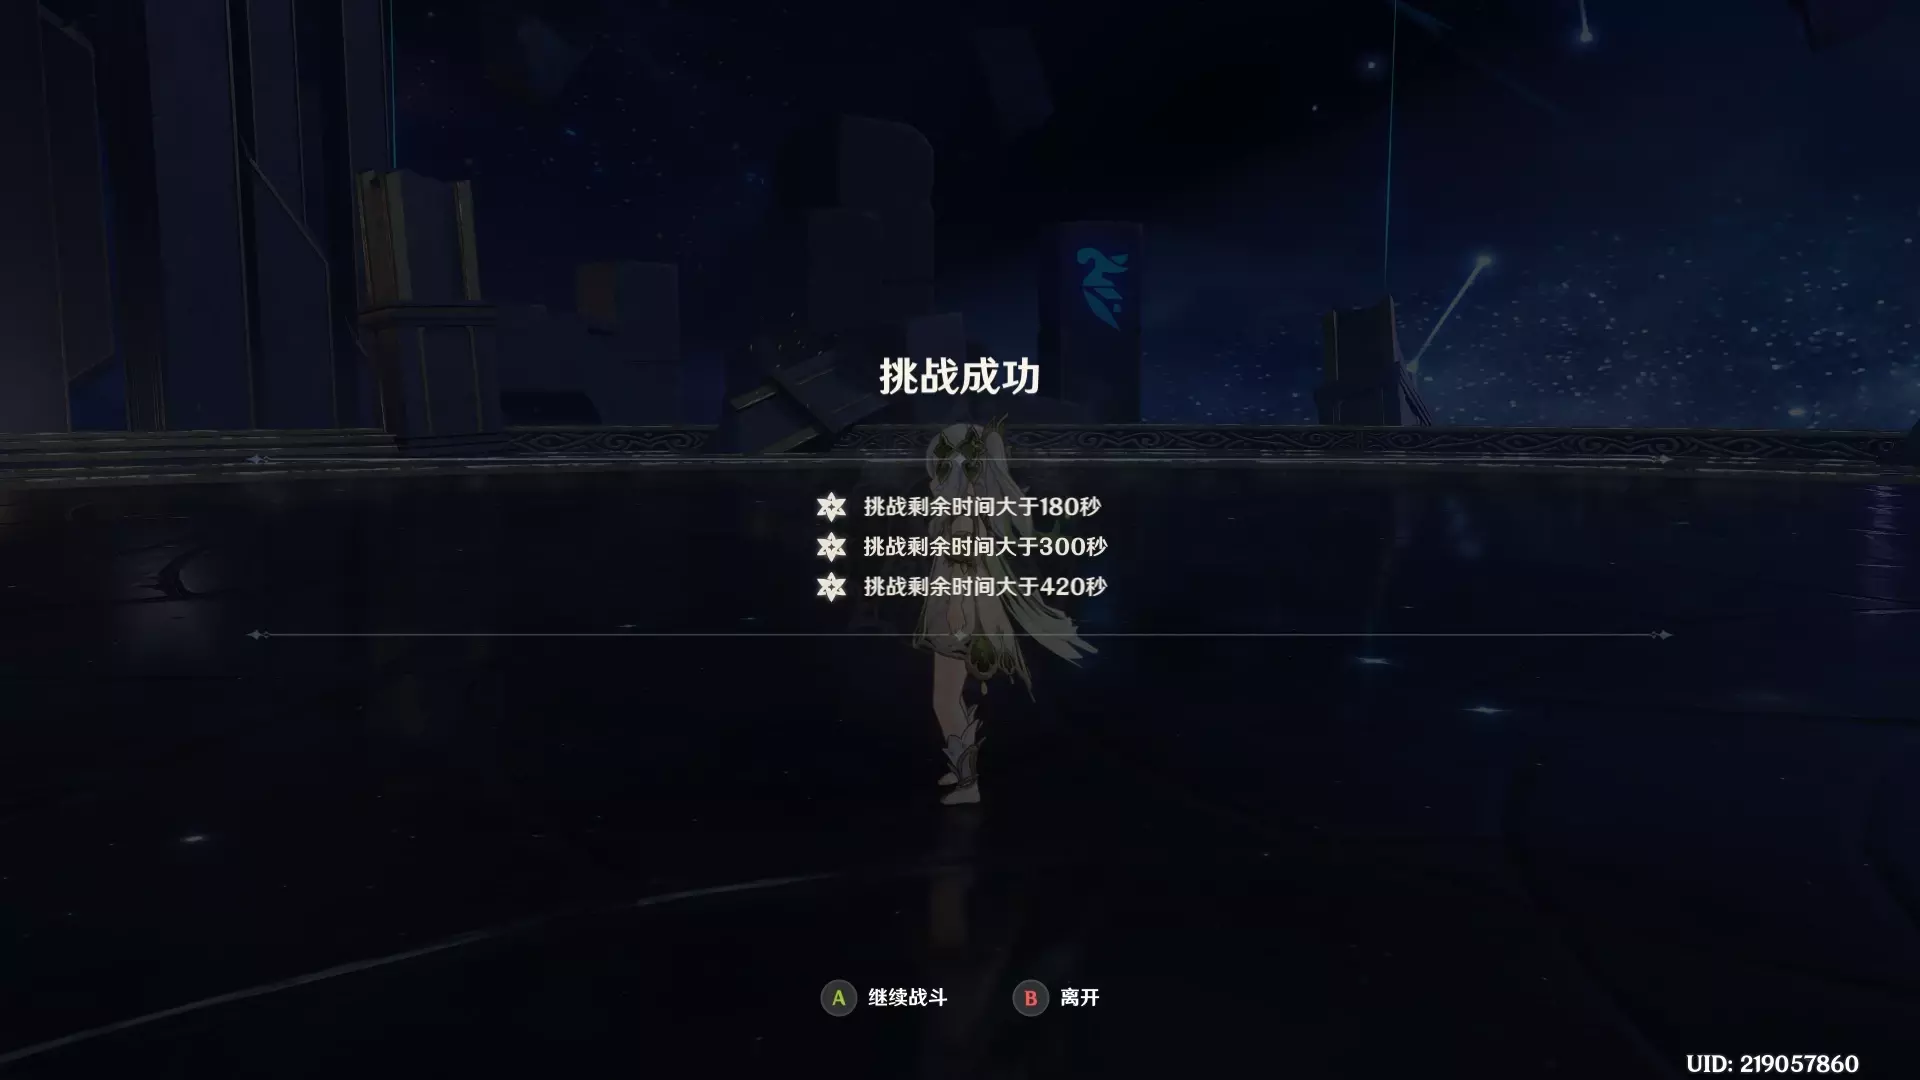 挑战成功
挑战剩余时间大于180秒
挑战剩余时间大于300秒
挑战剩余时间大于420秒
A 继续战斗 B 离开
UID: 219057860